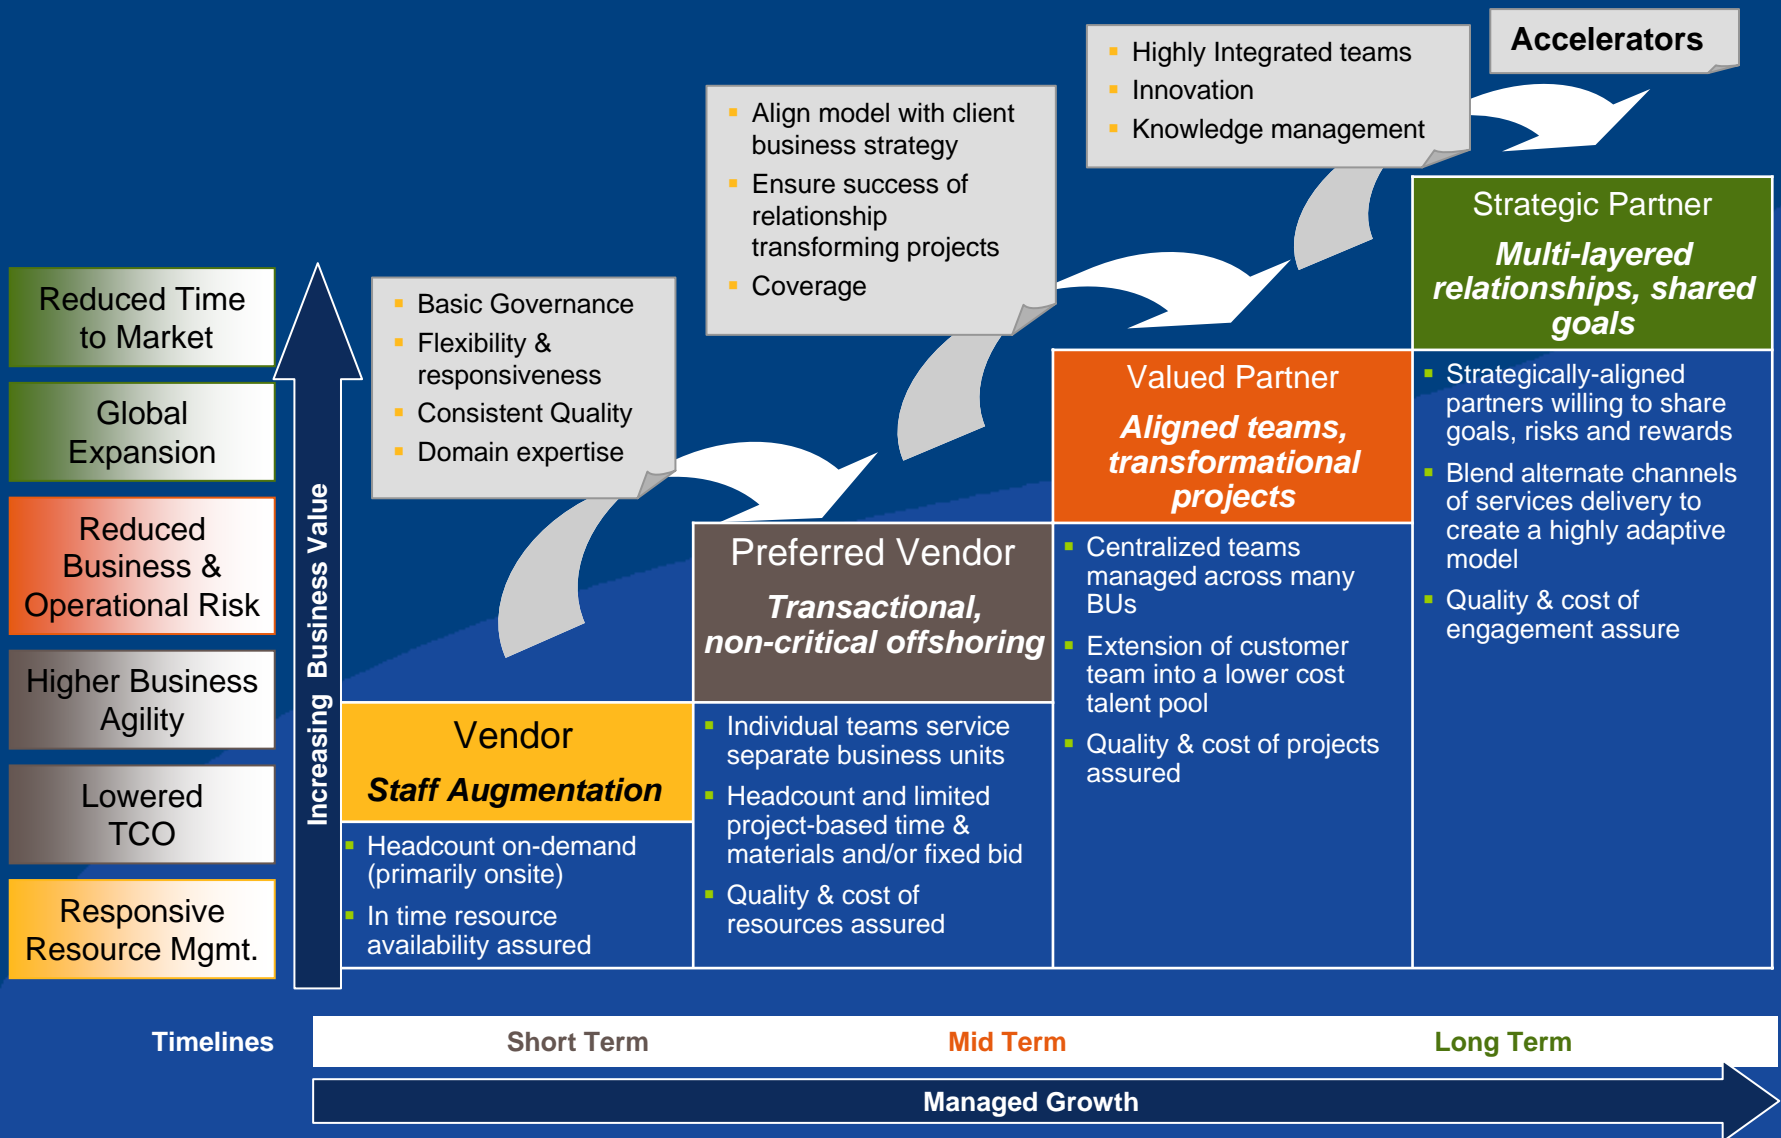 Accelerators
Highly Integrated teams
Innovation
Knowledge management
Align model with client
business strategy
Ensure success of
relationship
transforming projects
Coverage
Basic Governance
Flexibility &
responsiveness
Consistent Quality
Domain expertise
Reduced Time
to Market
Global
Expansion
Reduced
Business &
Operational Risk
Higher Business
Agility
Lowered
TCO
Responsive
Resource Mgmt.
Increasing Business Value
Vendor
Staff Augmentation
Headcount on-demand
(primarily onsite)
In time resource
availability assured
Preferred Vendor
Transactional,
non-critical offshoring
Individual teams service
separate business units
Headcount and limited
project-based time &
materials and/or fixed bid
Quality & cost of
resources assured
Valued Partner
Aligned teams,
transformational
projects
Centralized teams
managed across many
BUs
Extension of customer
team into a lower cost
talent pool
Quality & cost of projects
assured
Strategic Partner
Multi-layered
relationships, shared
goals
Strategically-aligned
partners willing to share
goals, risks and rewards
Blend alternate channels
of services delivery to
create a highly adaptive
model
Quality & cost of
engagement assure
Timelines
Short Term
Mid Term
Long Term
Managed Growth